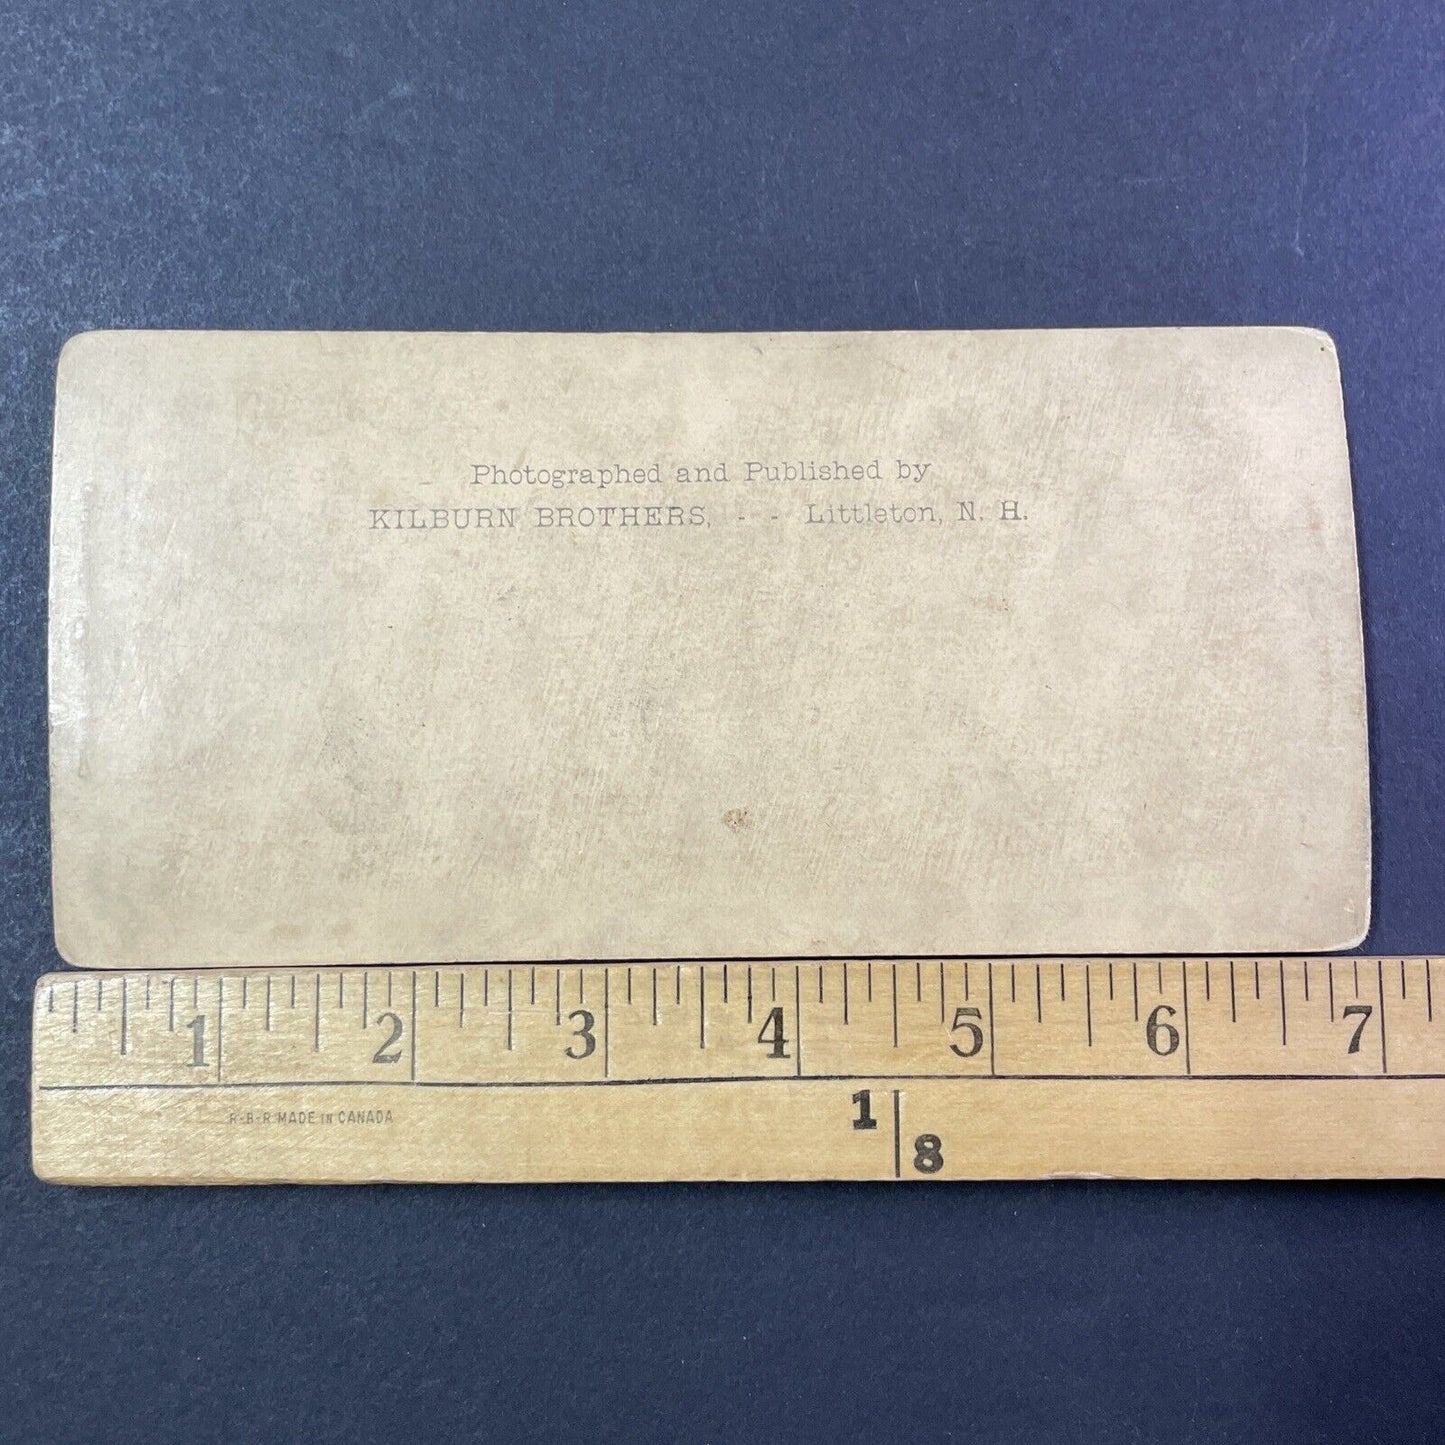 Photographed and Published by
KILBURN BROTHERS, - - Littleton, N. H.
1 2 3 4 5 6 7
R-B-R MADE IN CANADA
1
8